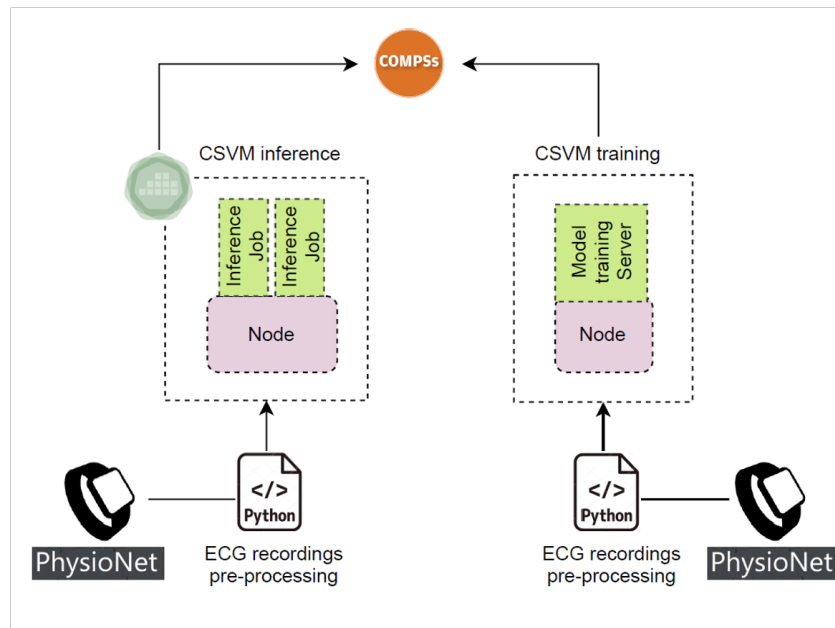 COMPSs
CSVM inference
CSVM training
Inference
Job
Inference
Job
Model
training
Server
Node
Node
</>
Python
</>
Python
PhysioNet
ECG recordings
pre-processing
ECG recordings
pre-processing
PhysioNet